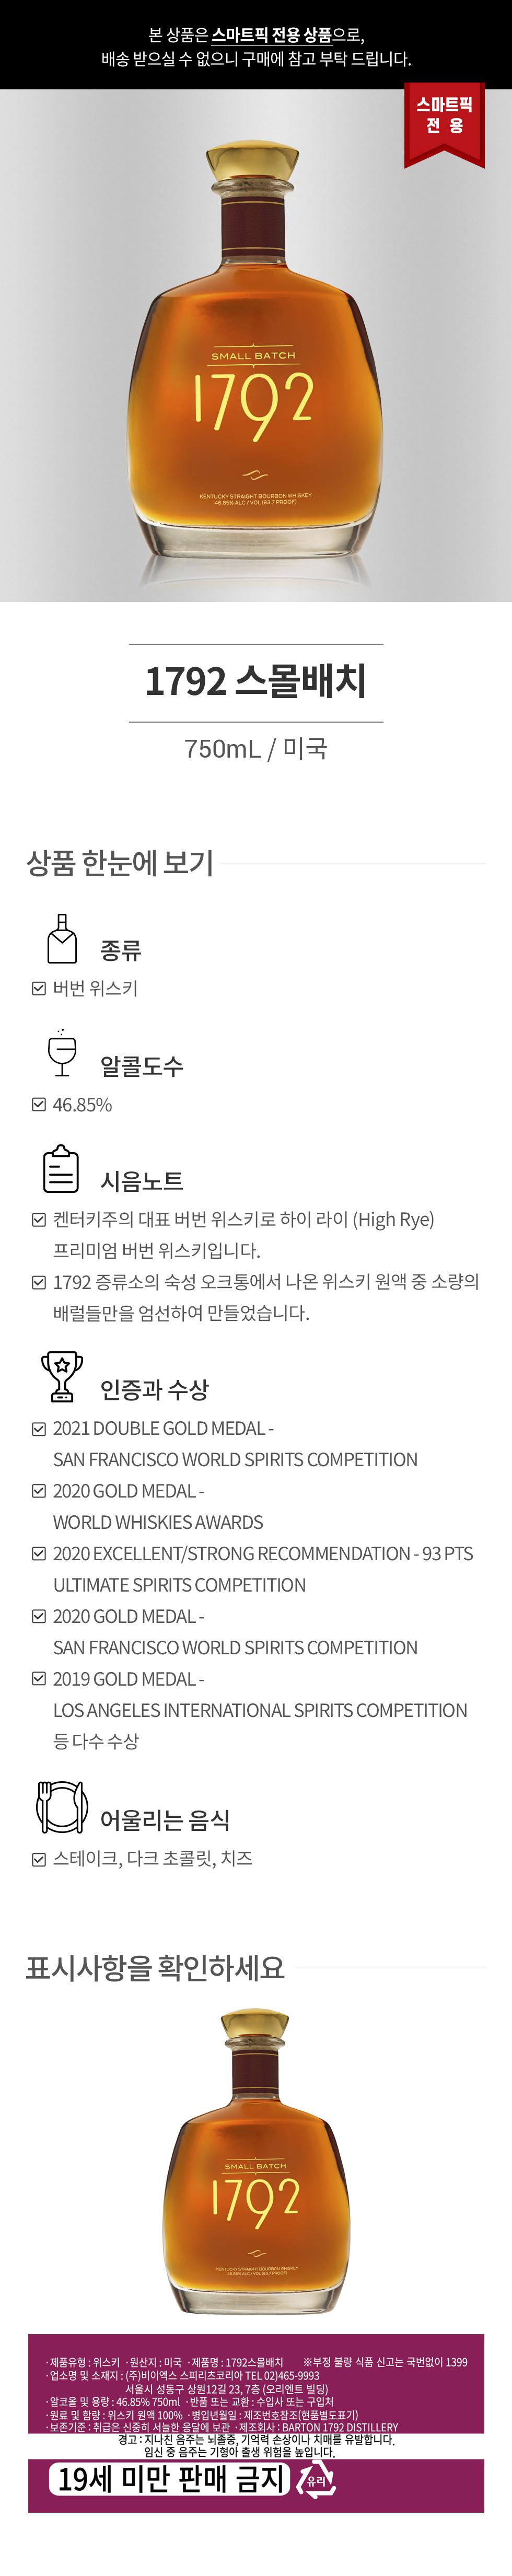 본 상품은 스마트픽 전용 상품으로,
배송 받으실 수 없으니 구매에 참고 부탁 드립니다.
스마트픽
전 용
SMALL BATCH
1792
KENTUCKY STRAIGHT BOURBON WHISKEY
46.85% ALC / VOL (93.7 PROOF)
1792 스몰배치
750mL / 미국
상품 한눈에 보기
종류
버번 위스키
알콜도수
46.85%
시음노트
켄터키주의 대표 버번 위스키로 하이 라이 (High Rye)
프리미엄 버번 위스키입니다.
1792 증류소의 숙성 오크통에서 나온 위스키 원액 중 소량의
배럴들만을 엄선하여 만들었습니다.
인증과 수상
2021 DOUBLE GOLD MEDAL -
SAN FRANCISCO WORLD SPIRITS COMPETITION
2020 GOLD MEDAL -
WORLD WHISKIES AWARDS
2020 EXCELLENT/STRONG RECOMMENDATION - 93 PTS
ULTIMATE SPIRITS COMPETITION
2020 GOLD MEDAL -
SAN FRANCISCO WORLD SPIRITS COMPETITION
2019 GOLD MEDAL -
LOS ANGELES INTERNATIONAL SPIRITS COMPETITION
등 다수 수상
어울리는 음식
스테이크, 다크 초콜릿, 치즈
표시사항을 확인하세요
SMALL BATCH
1792
KENTUCKY STRAIGHT BOURBON WHISKEY
46.85% ALC / VOL (93.7 PROOF)
·제품유형 : 위스키 ·원산지 : 미국 ·제품명 : 1792스몰배치 ※부정 불량 식품 신고는 국번없이 1399
·업소명 및 소재지 : (주)비이엑스 스피리츠코리아 TEL 02)465-9993
서울시 성동구 상원12길 23, 7층 (오리엔트 빌딩)
·알코올 및 용량 : 46.85% 750ml ·반품 또는 교환 : 수입사 또는 구입처
·원료 및 함량 : 위스키 원액 100% ·병입년월일 : 제조번호참조(현품별도표기)
·보존기준 : 취급은 신중히 서늘한 응달에 보관 ·제조회사 : BARTON 1792 DISTILLERY
경고 : 지나친 음주는 뇌졸중, 기억력 손상이나 치매를 유발합니다.
임신 중 음주는 기형아 출생 위험을 높입니다.
19세 미만 판매 금지
유리